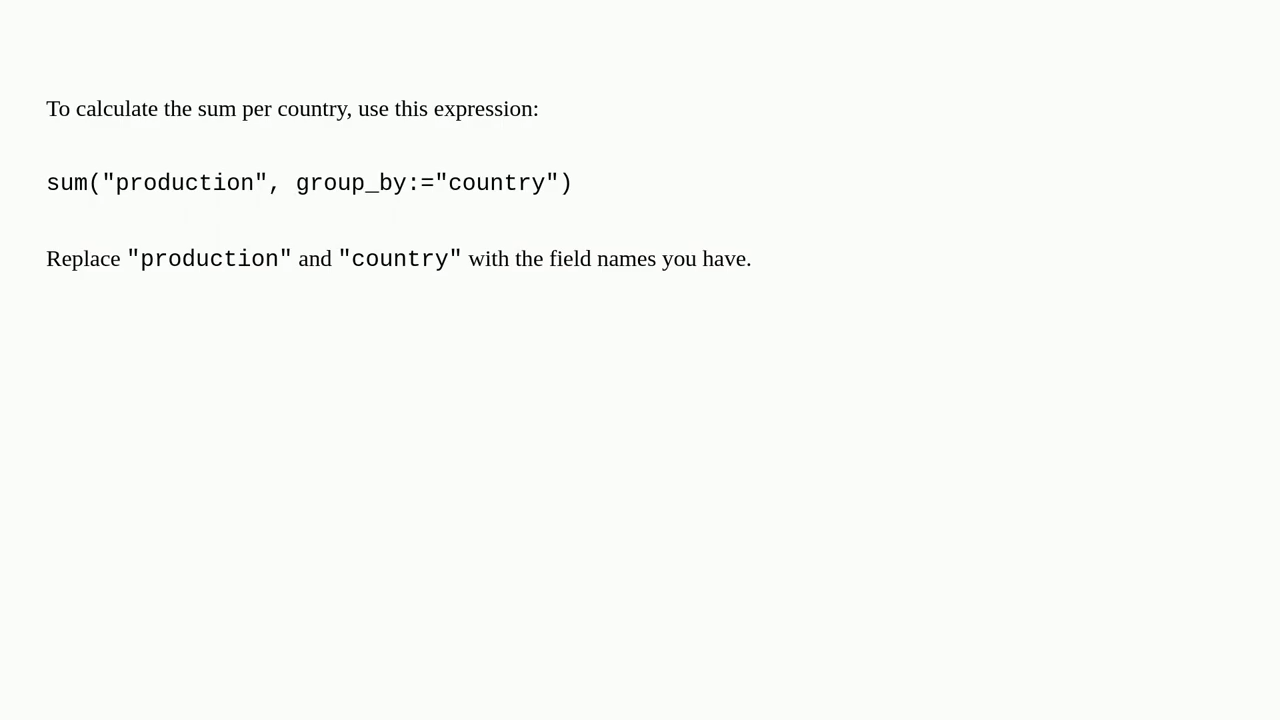 To calculate the sum per country, use this expression:
sum("production", group_by:="country")
Replace "production" and "country" with the field names you have.